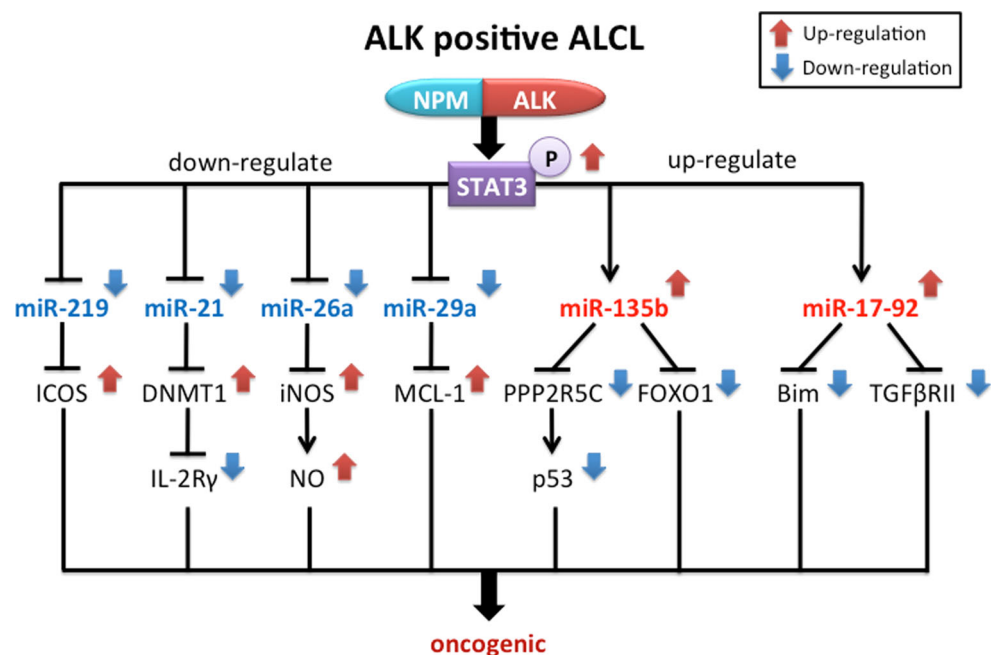 ALK positive ALCL
Up-regulation
Down-regulation
NPM ALK
P
STAT3
down-regulate
up-regulate
miR-219 miR-21 miR-26a miR-29a miR-135b miR-17-92
ICOS DNMT1 iNOS MCL-1 PPP2R5C FOXO1 Bim TGFβRII
IL-2Rγ NO p53
oncogenic